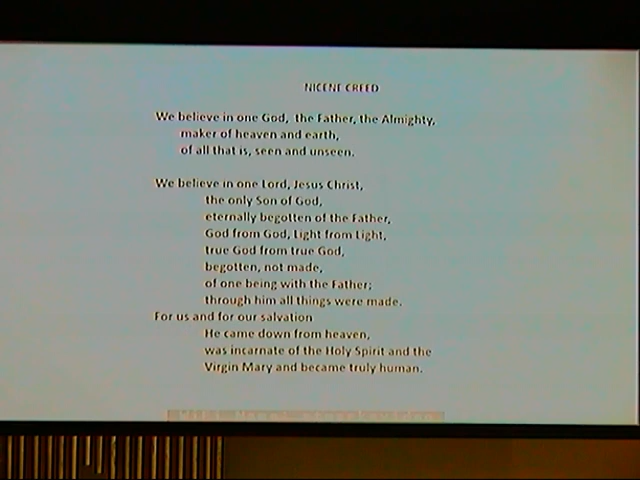 NICENE CREED
We believe in one God, the Father, the Almighty,
maker of heaven and earth,
of all that is, seen and unseen.
We believe in one Lord, Jesus Christ,
the only Son of God,
eternally begotten of the Father,
God from God, Light from Light,
true God from true God,
begotten, not made,
of one being with the Father;
through him all things were made.
For us and for our salvation
He came down from heaven,
was incarnate of the Holy Spirit and the
Virgin Mary and became truly human.